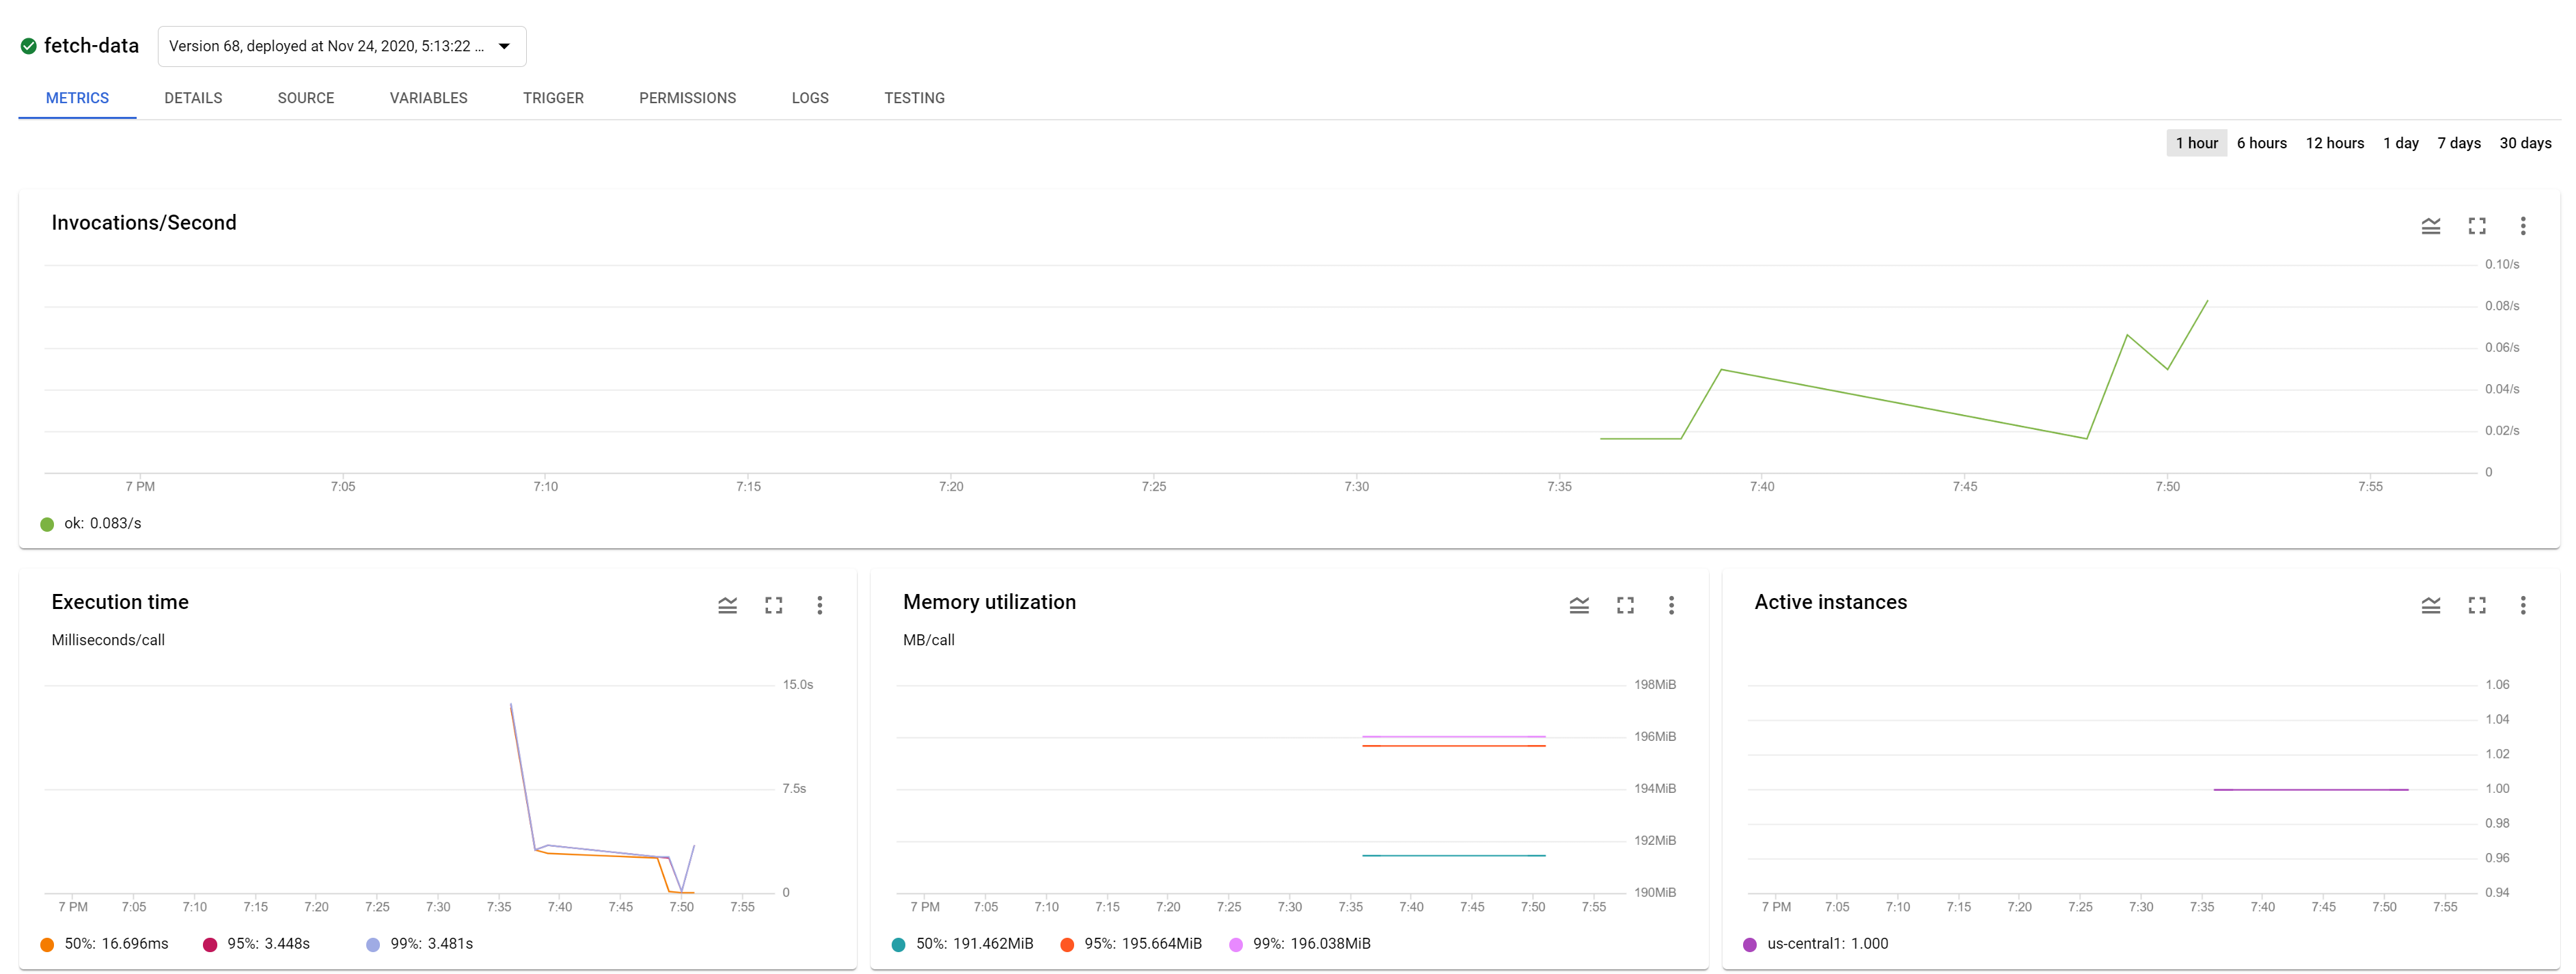 fetch-data
Version 68, deployed at Nov 24, 2020, 5:13:22 ...
METRICS DETAILS SOURCE VARIABLES TRIGGER PERMISSIONS LOGS TESTING
1 hour 6 hours 12 hours 1 day 7 days 30 days
Invocations/Second
0.10/s
0.08/s
0.06/s
0.04/s
0.02/s
0
7 PM 7:05 7:10 7:15 7:20 7:25 7:30 7:35 7:40 7:45 7:50 7:55
ok: 0.083/s
Execution time
Milliseconds/call
15.0s
7.5s
0
7 PM 7:05 7:10 7:15 7:20 7:25 7:30 7:35 7:40 7:45 7:50 7:55
50%: 16.696ms 95%: 3.448s 99%: 3.481s
Memory utilization
MB/call
198MiB
196MiB
194MiB
192MiB
190MiB
7 PM 7:05 7:10 7:15 7:20 7:25 7:30 7:35 7:40 7:45 7:50 7:55
50%: 191.462MiB 95%: 195.664MiB 99%: 196.038MiB
Active instances
1.06
1.04
1.02
1.00
0.98
0.96
0.94
7 PM 7:05 7:10 7:15 7:20 7:25 7:30 7:35 7:40 7:45 7:50 7:55
us-central1: 1.000